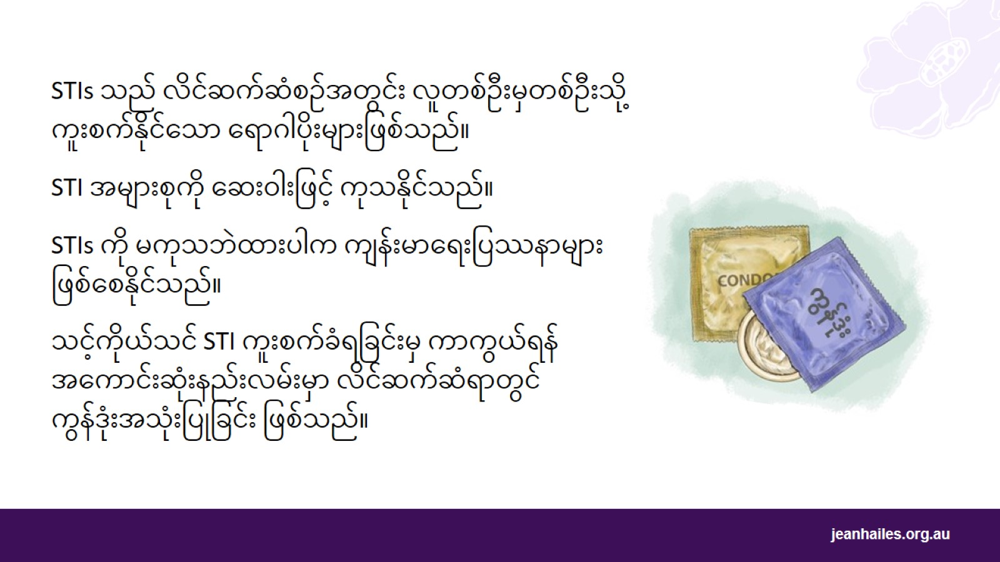 STIs သည် လိင်ဆက်ဆံစဉ်အတွင်း လူတစ်ဦးမှတစ်ဦးသို့
ကူးစက်နိုင်သော ရောဂါပိုးများဖြစ်သည်။
STI အများစုကို ဆေးဝါးဖြင့် ကုသနိုင်သည်။
STIs ကို မကုသဘဲထားပါက ကျန်းမာရေးပြဿနာများ
ဖြစ်စေနိုင်သည်။
သင့်ကိုယ်သင် STI ကူးစက်ခံရခြင်းမှ ကာကွယ်ရန်
အကောင်းဆုံးနည်းလမ်းမှာ လိင်ဆက်ဆံရာတွင်
ကွန်ဒုံးအသုံးပြုခြင်း ဖြစ်သည်။
CONDO
ကွန်ဒုံး
jeanhailes.org.au